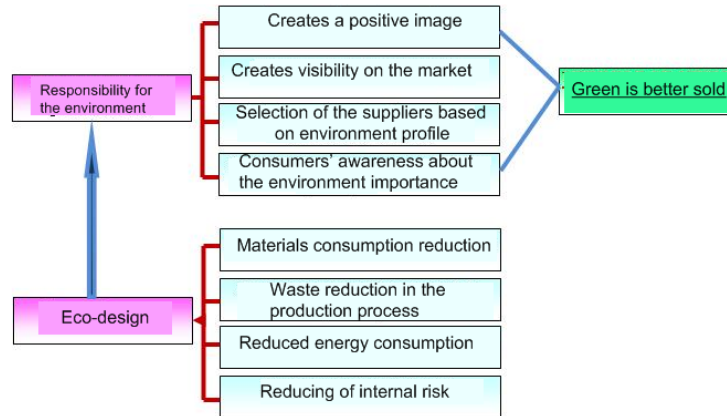 Creates a positive image
Creates visibility on the market
Responsibility for
the environment
Selection of the suppliers based
on environment profile
Consumers' awareness about
the environment importance
Green is better sold
Materials consumption reduction
Waste reduction in the
production process
Eco-design
Reduced energy consumption
Reducing of internal risk